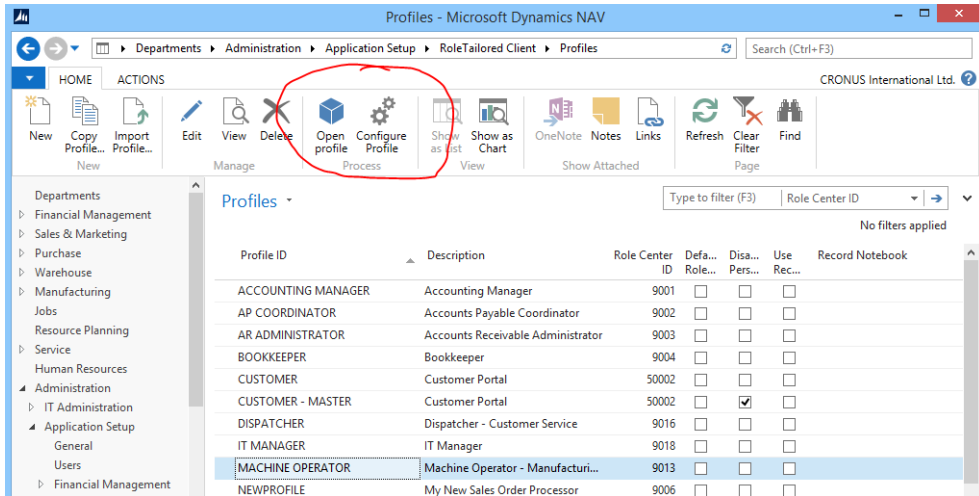 Profiles - Microsoft Dynamics NAV
Departments Administration Application Setup RoleTailored Client Profiles Search (Ctrl+F3)
HOME ACTIONS CRONUS International Ltd.
New Copy Profile... Import Profile... Edit View Delete Open profile Configure Profile Show as List Show as Chart OneNote Notes Links Refresh Clear Filter Find
New Manage Process View Show Attached Page
Departments
Financial Management
Sales & Marketing
Purchase
Warehouse
Manufacturing
Jobs
Resource Planning
Service
Human Resources
Administration
IT Administration
Application Setup
General
Users
Financial Management
Profiles Type to filter (F3) Role Center ID
No filters applied
Profile ID Description Role Center ID Defa... Role... Disa... Pers... Use Rec... Record Notebook
ACCOUNTING MANAGER Accounting Manager 9001
AP COORDINATOR Accounts Payable Coordinator 9002
AR ADMINISTRATOR Accounts Receivable Administrator 9003
BOOKKEEPER Bookkeeper 9004
CUSTOMER Customer Portal 50002
CUSTOMER - MASTER Customer Portal 50002
DISPATCHER Dispatcher - Customer Service 9016
IT MANAGER IT Manager 9018
MACHINE OPERATOR Machine Operator - Manufacturi... 9013
NEWPROFILE My New Sales Order Processor 9006